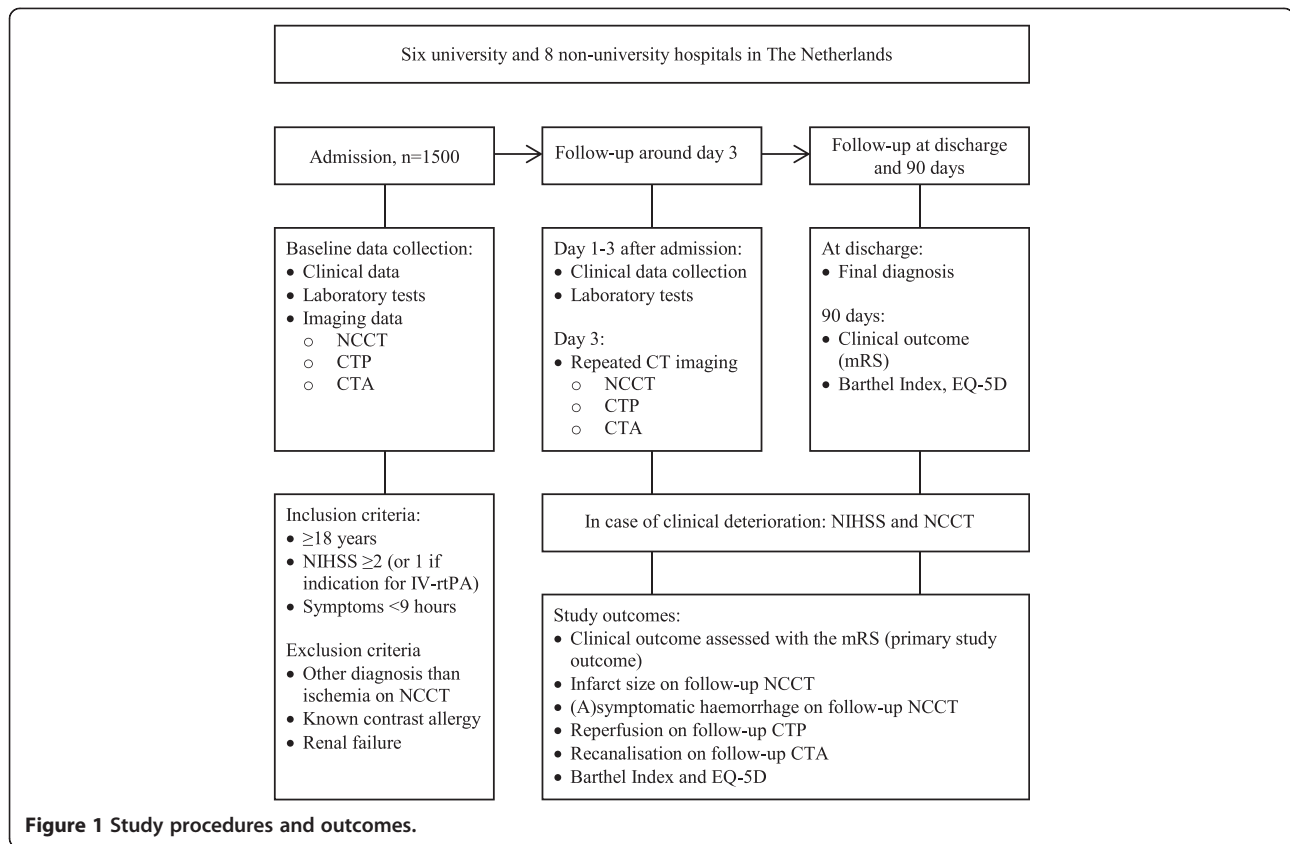 Six university and 8 non-university hospitals in The Netherlands
Admission, n=1500
Follow-up around day 3
Follow-up at discharge
and 90 days
Baseline data collection:
• Clinical data
• Laboratory tests
• Imaging data
○ NCCT
○ CTP
○ CTA
Day 1-3 after admission:
• Clinical data collection
• Laboratory tests
Day 3:
• Repeated CT imaging
○ NCCT
○ CTP
○ CTA
At discharge:
• Final diagnosis
90 days:
• Clinical outcome
(mRS)
• Barthel Index, EQ-5D
Inclusion criteria:
• ≥18 years
• NIHSS ≥2 (or 1 if
indication for IV-rtPA)
• Symptoms <9 hours
Exclusion criteria
• Other diagnosis than
ischemia on NCCT
• Known contrast allergy
• Renal failure
In case of clinical deterioration: NIHSS and NCCT
Study outcomes:
• Clinical outcome assessed with the mRS (primary study
outcome)
• Infarct size on follow-up NCCT
• (A)symptomatic haemorrhage on follow-up NCCT
• Reperfusion on follow-up CTP
• Recanalisation on follow-up CTA
• Barthel Index and EQ-5D
Figure 1 Study procedures and outcomes.